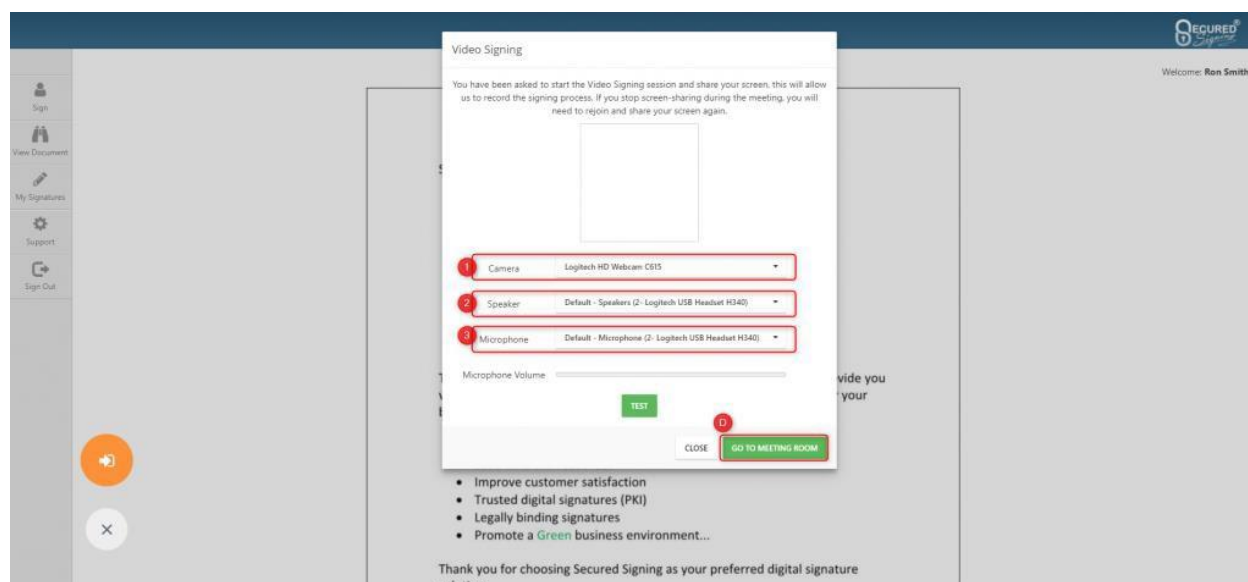 SECURED®
Signing
Welcome: Ron Smith
Sign
View Document
My Signatures
Support
Sign Out
Video Signing
You have been asked to start the Video Signing session and share your screen, this will allow
us to record the signing process. If you stop screen-sharing during the meeting, you will
need to rejoin and share your screen again.
1 Camera Logitech HD Webcam C615
2 Speaker Default - Speakers (2- Logitech USB Headset H340)
3 Microphone Default - Microphone (2- Logitech USB Headset H340)
Microphone Volume
vide you
your
TEST
D
CLOSE GO TO MEETING ROOM
• Improve customer satisfaction
• Trusted digital signatures (PKI)
• Legally binding signatures
• Promote a Green business environment...
Thank you for choosing Secured Signing as your preferred digital signature